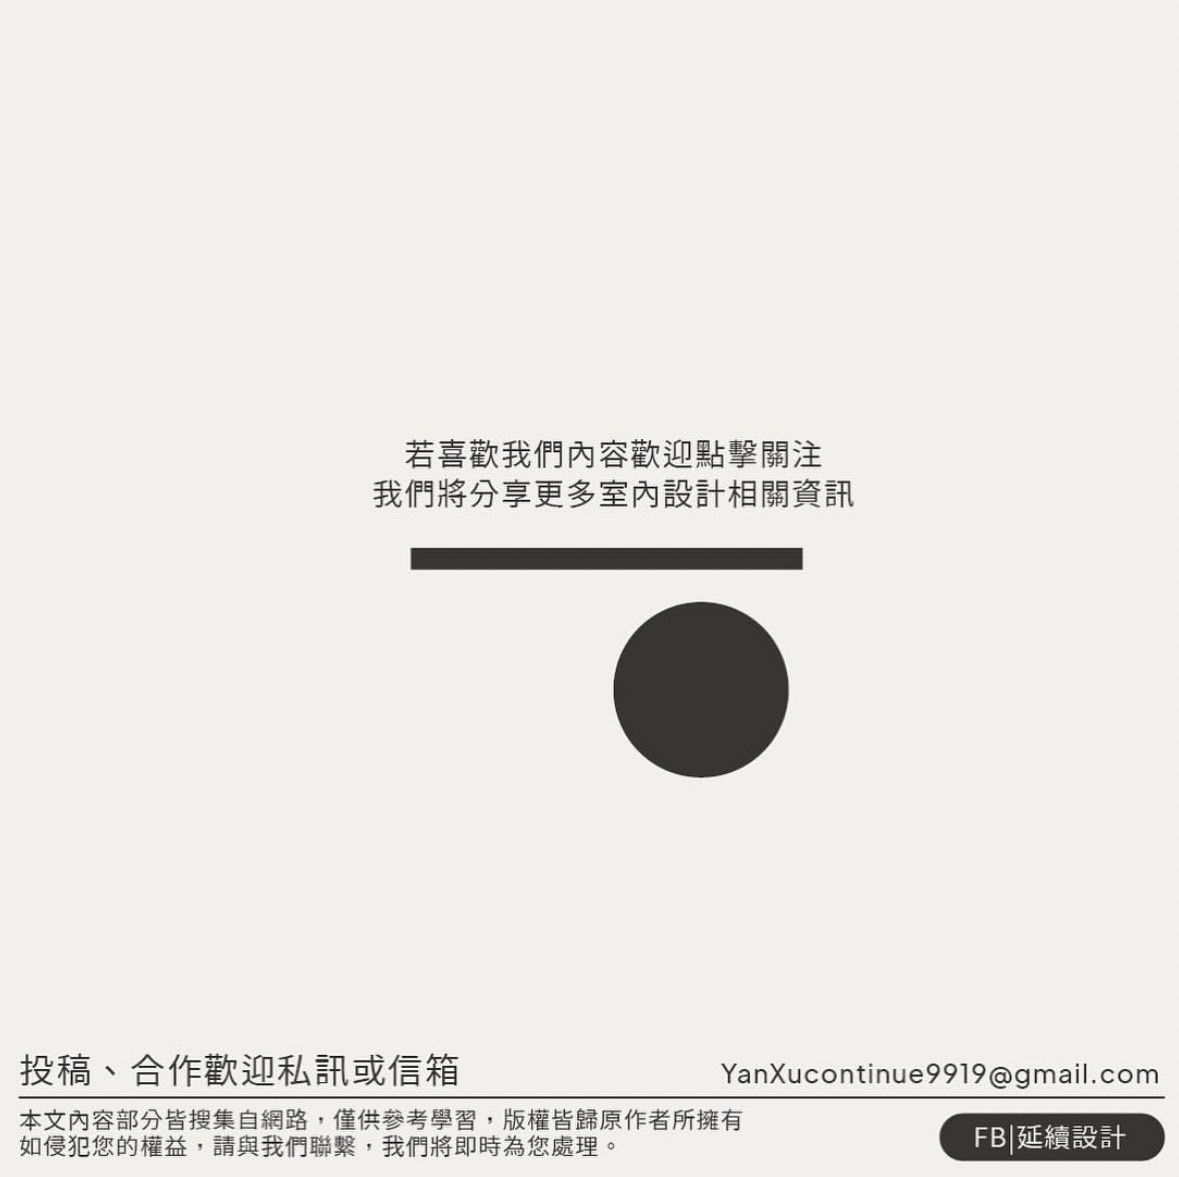 若喜歡我們內容歡迎點擊關注
我們將分享更多室內設計相關資訊
投稿、合作歡迎私訊或信箱
YanXucontinue9919@gmail.com
本文內容部分皆搜集自網路，僅供參考學習，版權皆歸原作者所擁有
如侵犯您的權益，請與我們聯繫，我們將即時為您處理。
FB|延續設計